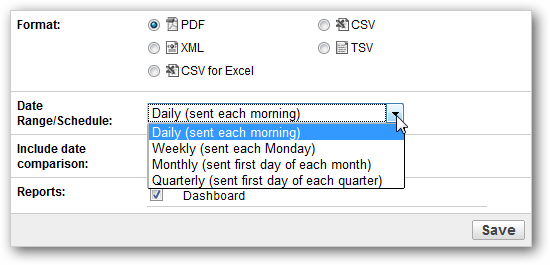 Format:
PDF
CSV
XML
TSV
CSV for Excel
Date
Range/Schedule:
Daily (sent each morning)
Daily (sent each morning)
Weekly (sent each Monday)
Monthly (sent first day of each month)
Quarterly (sent first day of each quarter)
Include date
comparison:
Reports:
Dashboard
Save